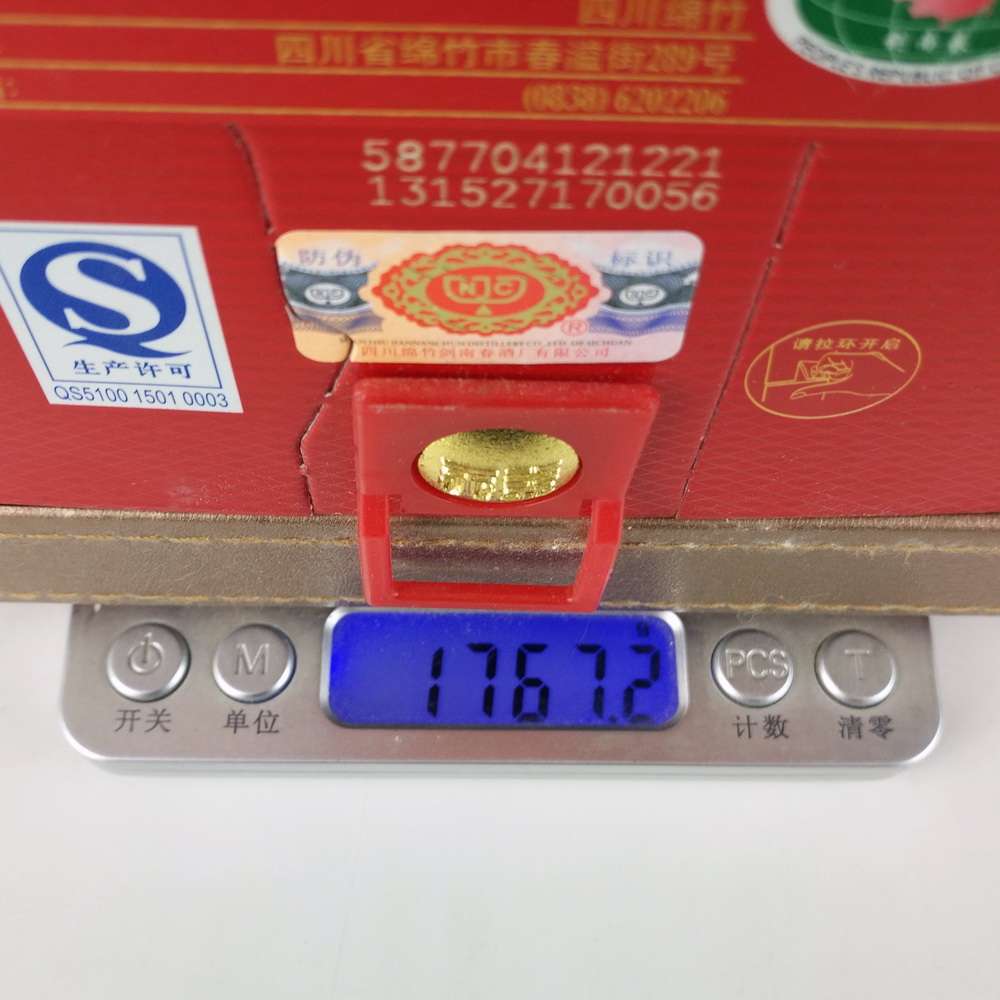 四川绵竹
四川省绵竹市春溢街289号
(0838) 6202206
587704121221
131527170056
防伪 标识
四川绵竹剑南春酒厂有限公司
生产许可
QS5100 1501 0003
请拉环开启
1767.2 g
M PCS T
开关 单位 计数 清零